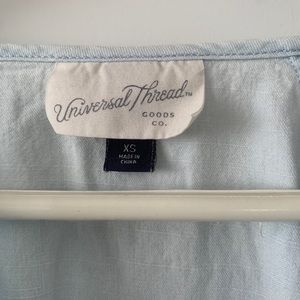 Universal Thread™
GOODS
CO.
XS
MADE IN
CHINA